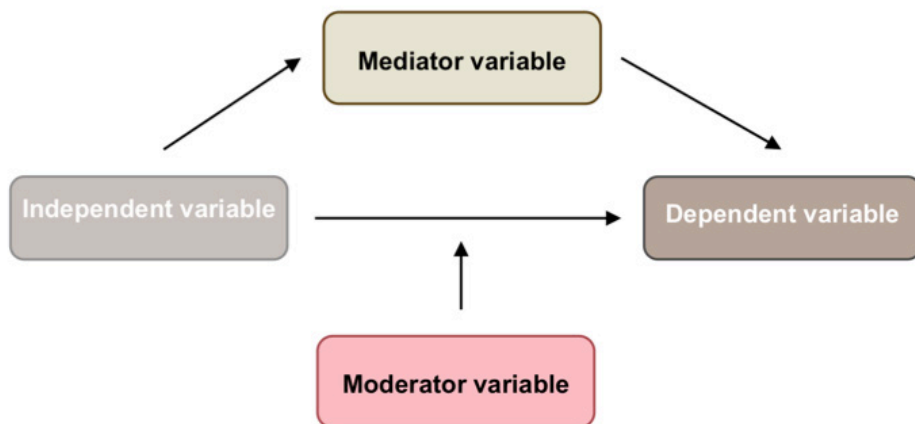 Mediator variable
Independent variable
Dependent variable
Moderator variable